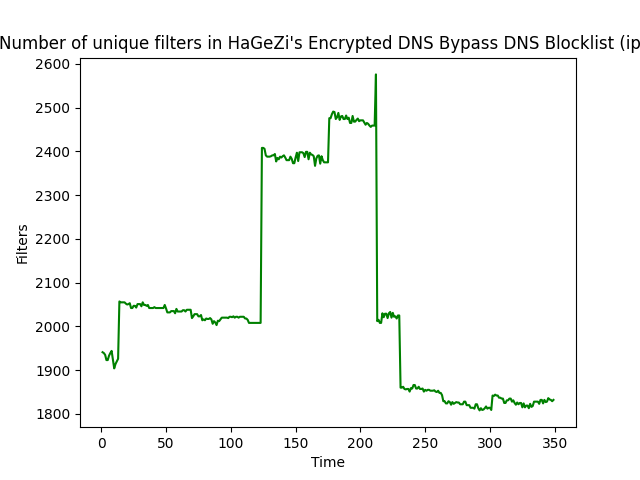 Number of unique filters in HaGeZi's Encrypted DNS Bypass DNS Blocklist (ip
2600
2500
2400
2300
2200
2100
2000
1900
1800
Filters
0 50 100 150 200 250 300 350
Time